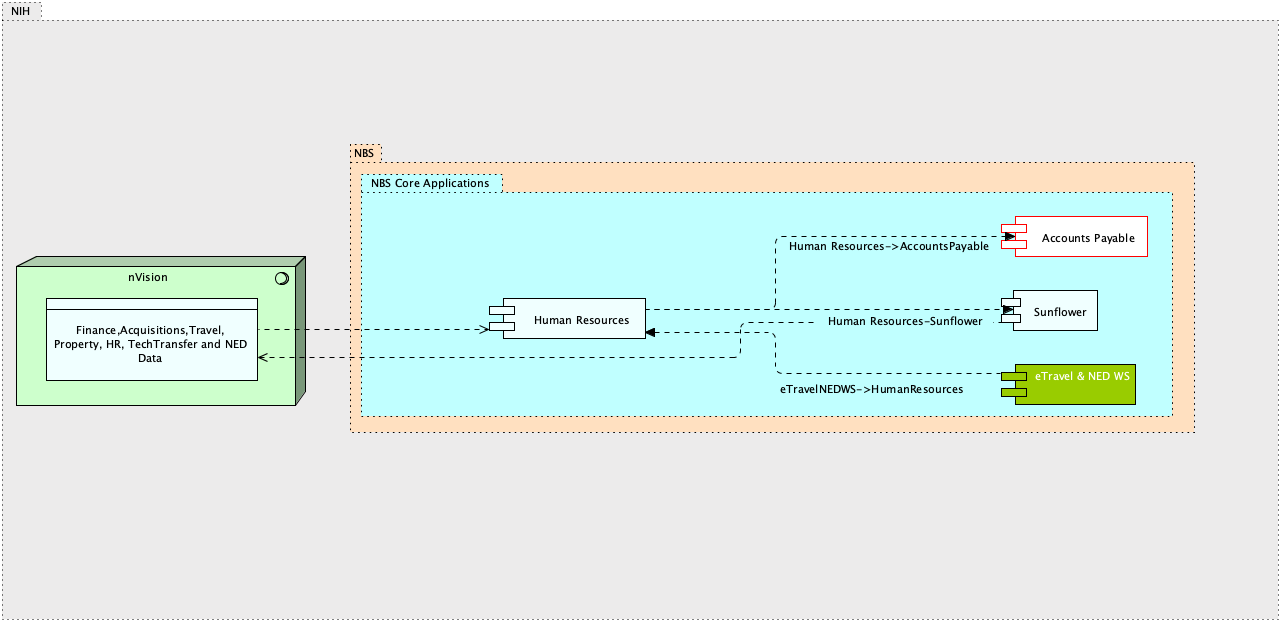 NIH
NBS
NBS Core Applications
Human Resources->AccountsPayable
Accounts Payable
nVision
Finance,Acquisitions,Travel,
Property, HR, TechTransfer and NED
Data
Human Resources
Human Resources-Sunflower
Sunflower
eTravel & NED WS
eTravelNEDWS->HumanResources